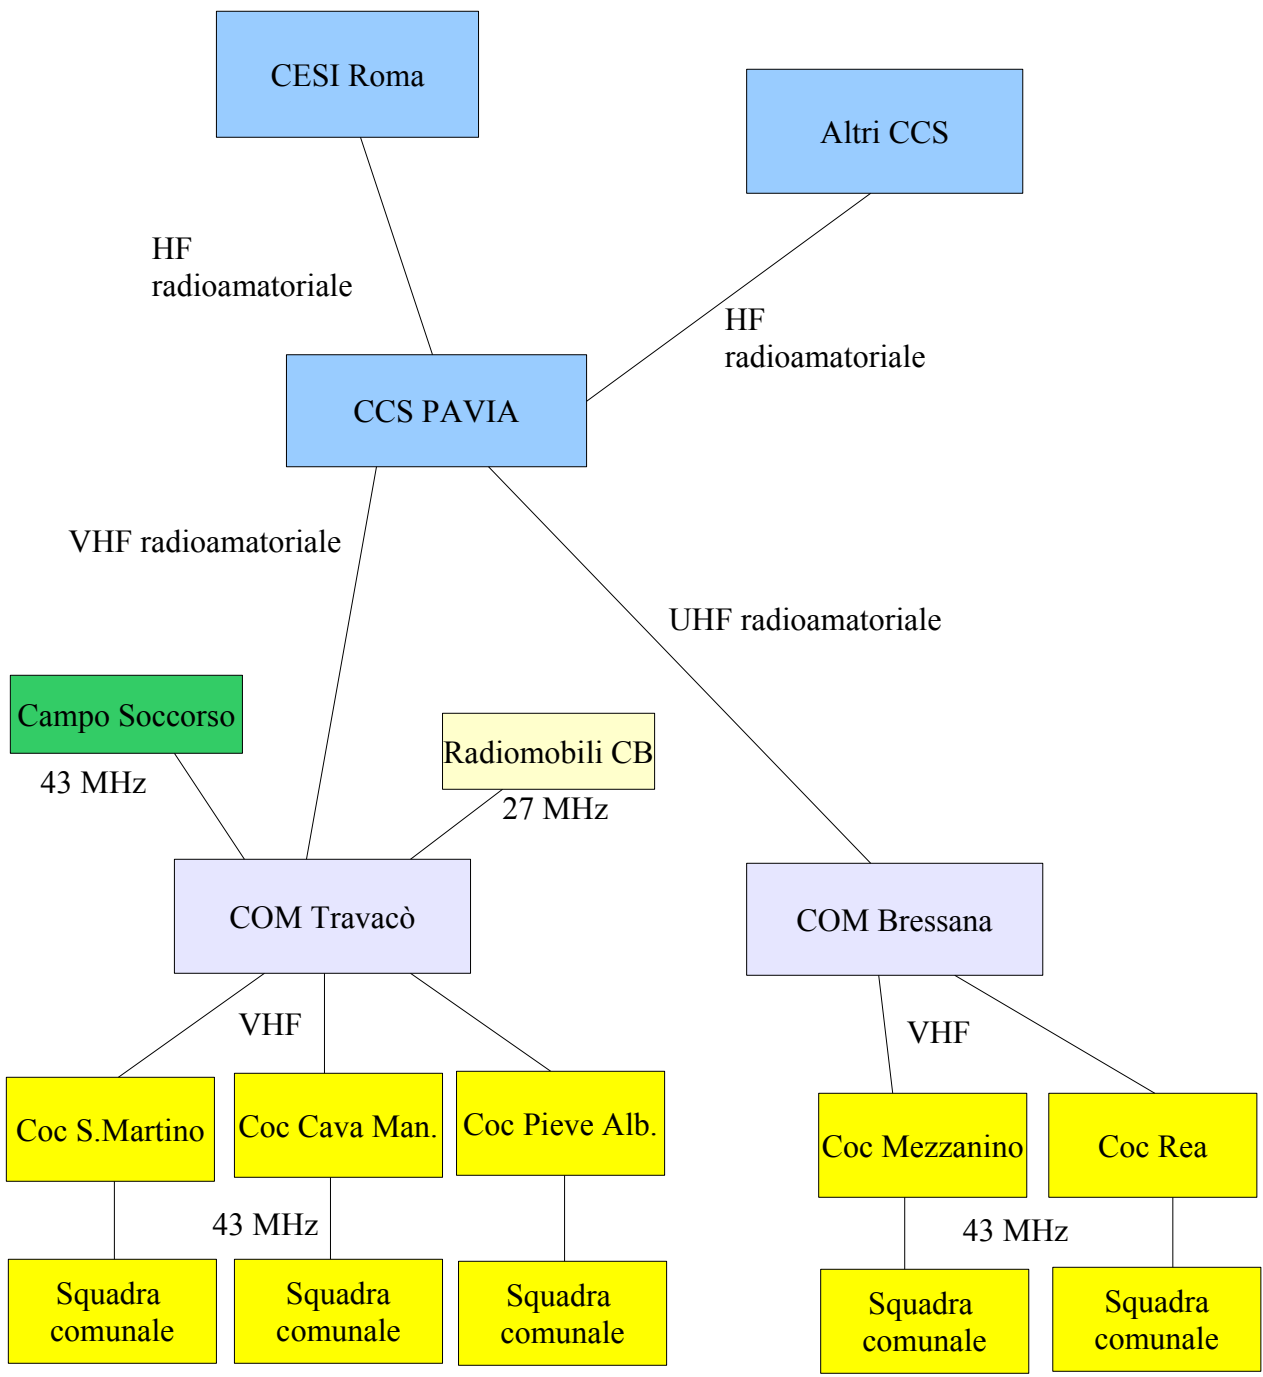 CESI Roma
Altri CCS
HF
radioamatoriale
HF
radioamatoriale
CCS PAVIA
VHF radioamatoriale
UHF radioamatoriale
Campo Soccorso
43 MHz
Radiomobili CB
27 MHz
COM Travacò
COM Bressana
VHF
VHF
Coc S.Martino
Coc Cava Man.
Coc Pieve Alb.
Coc Mezzanino
Coc Rea
43 MHz
43 MHz
Squadra
comunale
Squadra
comunale
Squadra
comunale
Squadra
comunale
Squadra
comunale